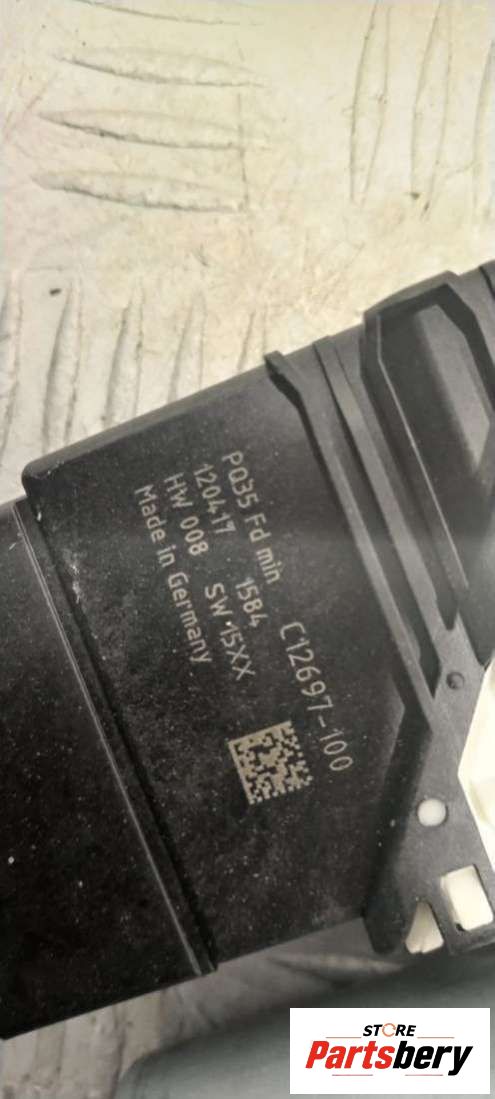 PQ35 Fd min C12697-100
120417 1584
HW 008 SW 15XX
Made in Germany
STORE
Partsbery